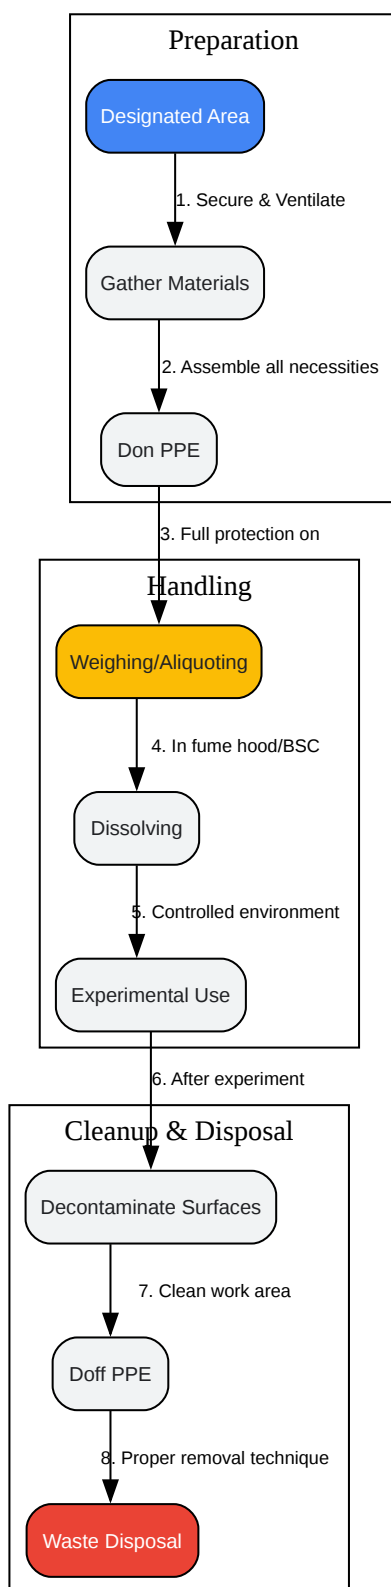 Preparation
Designated Area
1. Secure & Ventilate
Gather Materials
2. Assemble all necessities
Don PPE
3. Full protection on
Handling
Weighing/Aliquoting
4. In fume hood/BSC
Dissolving
5. Controlled environment
Experimental Use
6. After experiment
Cleanup & Disposal
Decontaminate Surfaces
7. Clean work area
Doff PPE
8. Proper removal technique
Waste Disposal